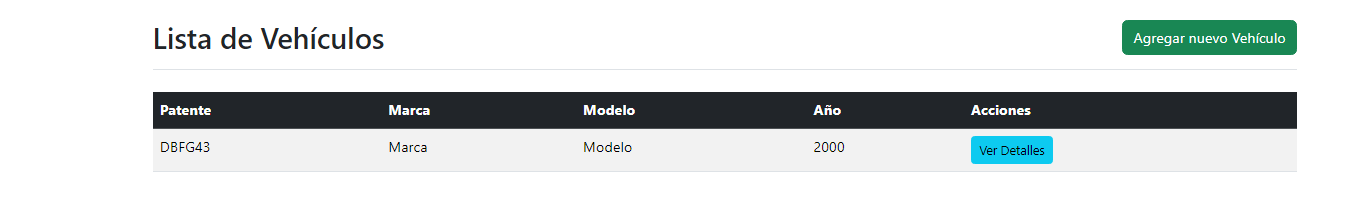 Lista de Vehículos
Agregar nuevo Vehículo
Patente Marca Modelo Año Acciones
DBFG43 Marca Modelo 2000 Ver Detalles